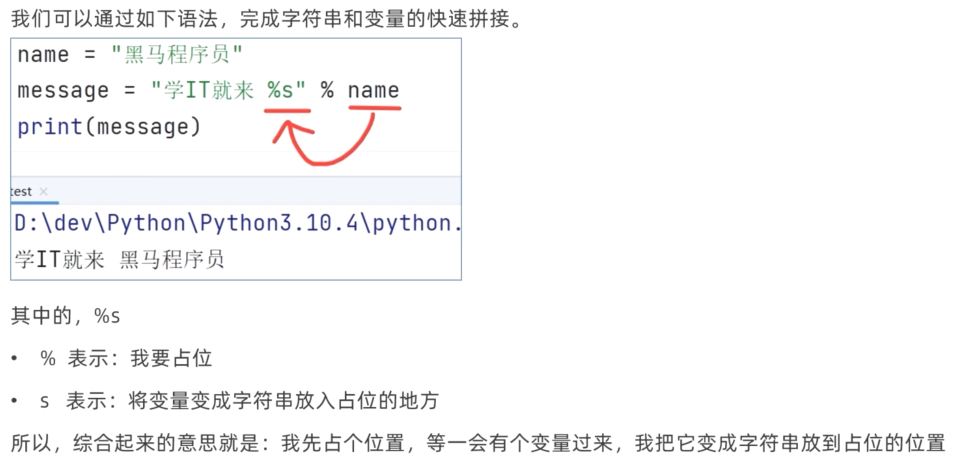 我们可以通过如下语法，完成字符串和变量的快速拼接。
name = "黑马程序员"
message = "学IT就来 %s" % name
print(message)
test ×
D:\dev\Python\Python3.10.4\python.
学IT就来 黑马程序员
其中的，%s
• % 表示：我要占位
• s 表示：将变量变成字符串放入占位的地方
所以，综合起来的意思就是：我先占个位置，等一会有个变量过来，我把它变成字符串放到占位的位置